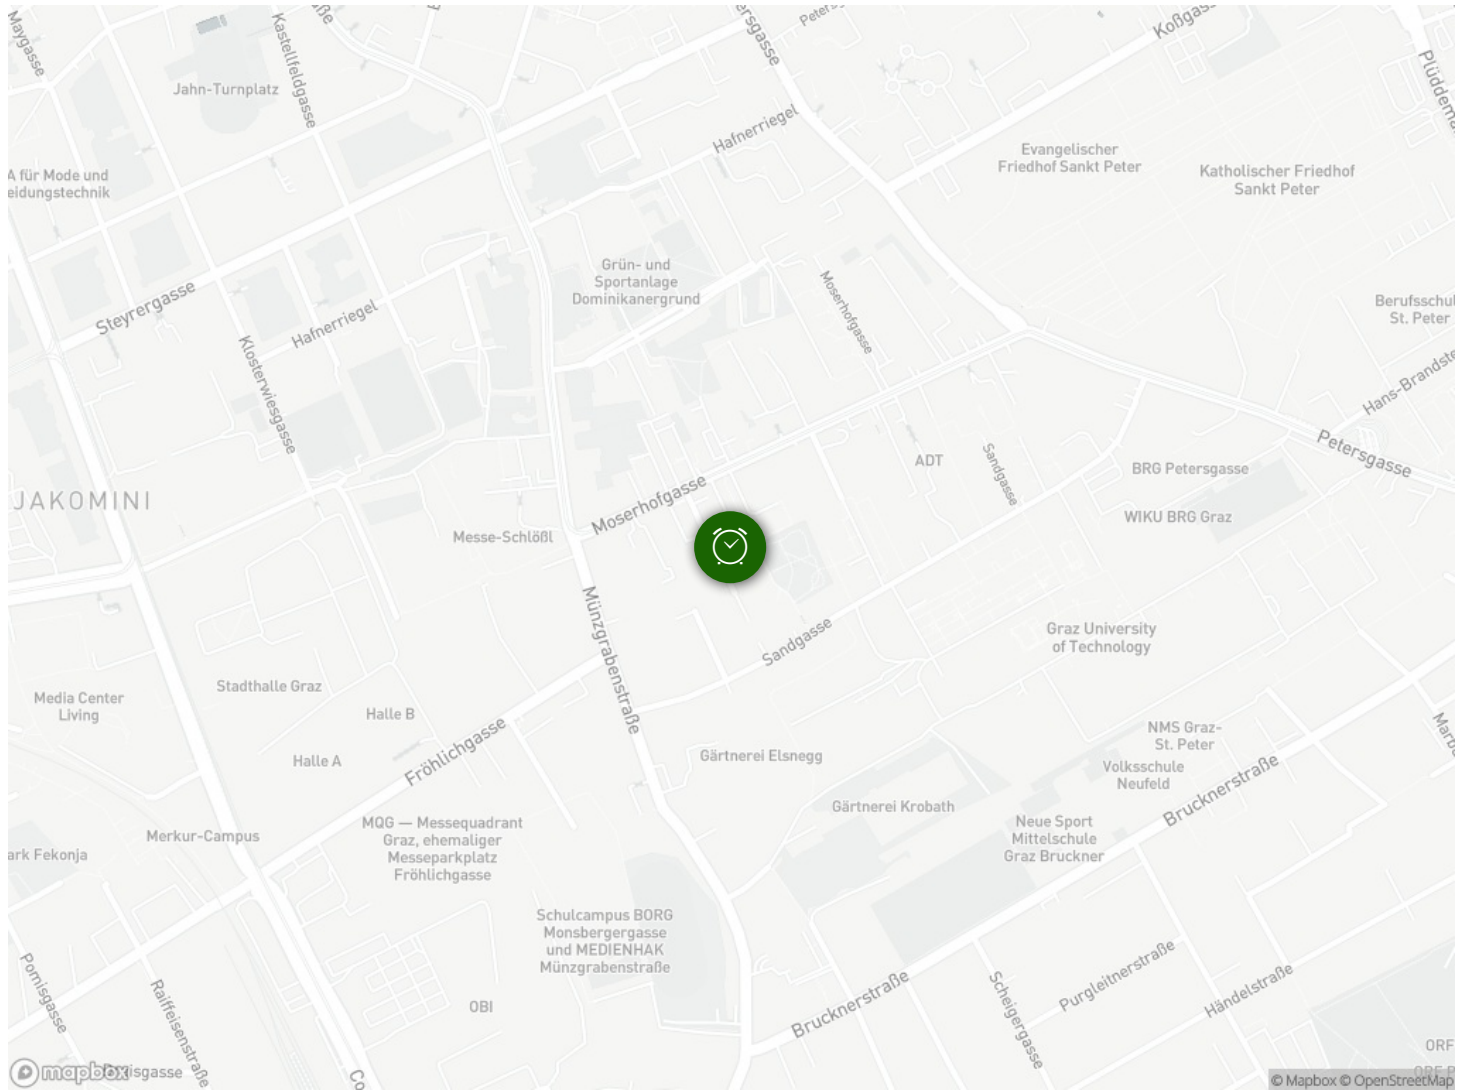 Maygasse
Kastellfeldgasse
Jahn-Turnplatz
Hafnerriegel
Evangelischer
Friedhof Sankt Peter
Katholischer Friedhof
Sankt Peter
A für Mode und
eidungstechnik
Grün- und
Sportanlage
Dominikanergrund
Moserhofgasse
Berufsschul
St. Peter
Steyrergasse
Hafnerriegel
Klosterwiesgasse
Hans-Brandste
Petersgasse
Sandgasse
ADT
BRG Petersgasse
WIKU BRG Graz
JAKOMINI
Moserhofgasse
Messe-Schlößl
Münzgrabenstraße
Sandgasse
Graz University
of Technology
Stadthalle Graz
Media Center
Living
Halle B
Halle A
Fröhlichgasse
Gärtnerei Elsnegg
NMS Graz-
St. Peter
Volksschule
Neufeld
Brucknerstraße
Gärtnerei Krobath
Neue Sport
Mittelschule
Graz Bruckner
Merkur-Campus
MQG — Messequadrant
Graz, ehemaliger
Messeparkplatz
Fröhlichgasse
ark Fekonja
Schulcampus BORG
Monsbergergasse
und MEDIENHAK
Münzgrabenstraße
Purgleitnerstraße
Händelstraße
Scheigergasse
Brucknerstraße
OBI
Raiffeisenstraße
ORF
mapbox
© Mapbox © OpenStreetMap